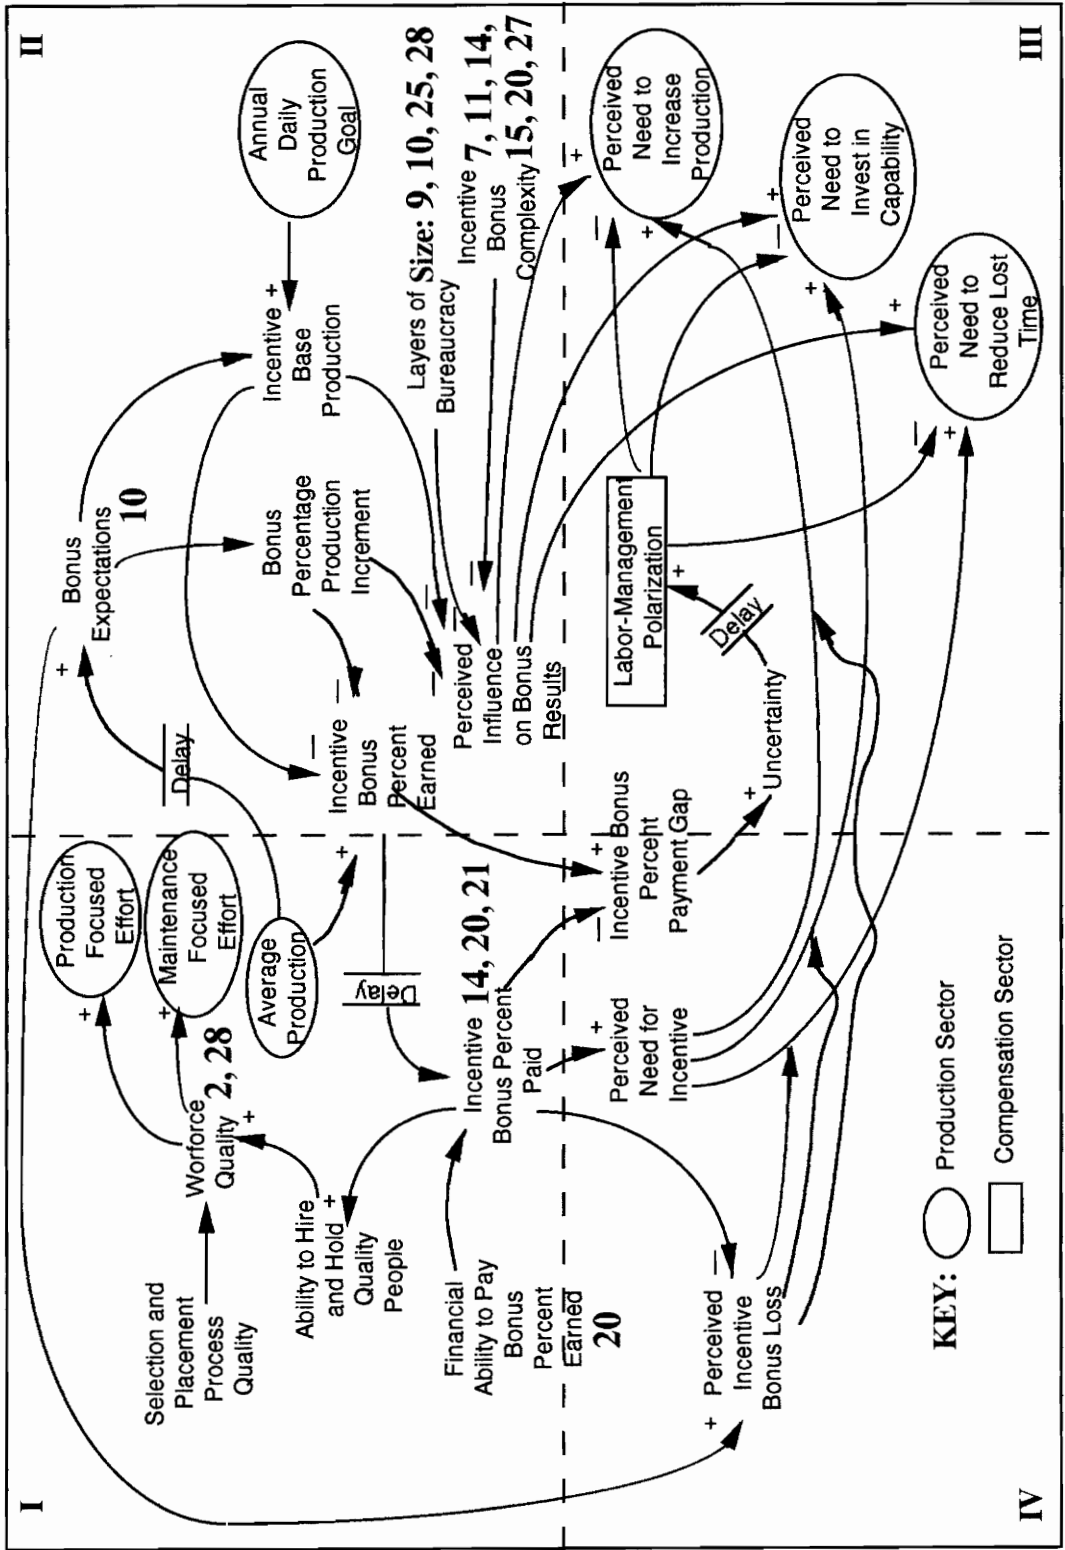 I
Selection and
Placement
Process
Quality
Worforce
Quality 2, 28
+
+
+
Production
Focused
Effort
Maintenance
Focused
Effort
Average
Production
+
Ability to Hire
and Hold +
Quality
People
Delay
Financial
Ability to Pay
Bonus
Percent
Earned
20
Incentive 14, 20, 21
Bonus Percent
Paid
II
+
Bonus
Expectations
10
Delay
Annual
Daily
Production
Goal
Incentive +
Base
Production
Bonus
Percentage
Production
Increment
—
—
Incentive
Bonus
Percent
Earned
Layers of Size: 9, 10, 25, 28
Bureaucracy
Incentive 7, 11, 14,
Bonus
Complexity 15, 20, 27
—
—
—
—
Perceived
Influence
on Bonus
Results
III
+
—
+
Perceived
Need to
Increase
Production
+
—
+
Perceived
Need to
Invest in
Capability
+
—
+
Perceived
Need to
Reduce Lost
Time
Labor-Management
Polarization
+
Delay
+
Uncertainty
IV
—
+
Incentive Bonus
Percent
Payment Gap
+
Perceived
Need for
Incentive
—
+
Perceived
Incentive
Bonus Loss
KEY:
Production Sector
Compensation Sector